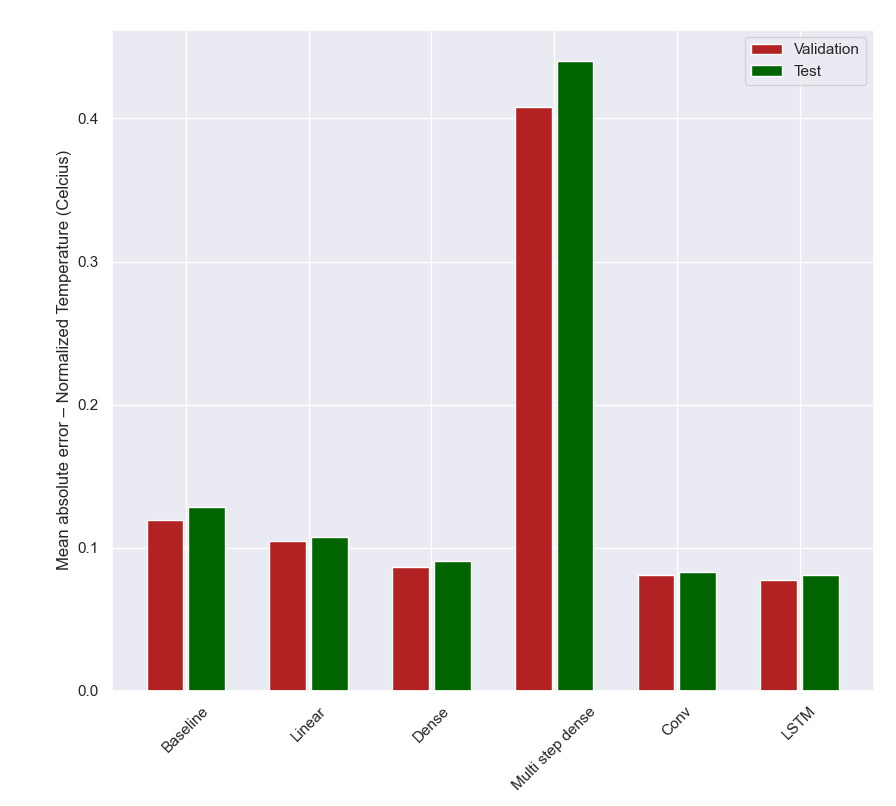 Validation
Test
Mean absolute error – Normalized Temperature (Celcius)
0.4
0.3
0.2
0.1
0.0
Baseline
Linear
Dense
Multi step dense
Conv
LSTM